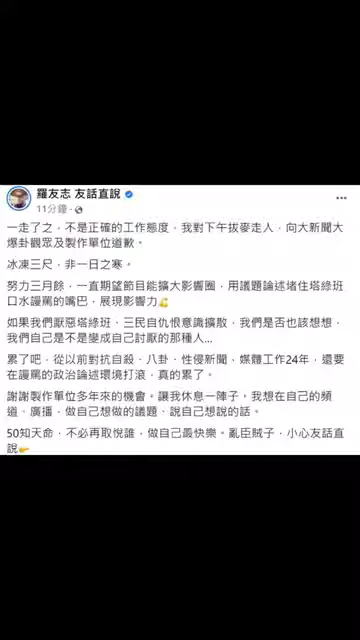 羅友志 友話直說
11分鐘
一走了之，不是正確的工作態度，我對下午拔麥走人，向大新聞大
爆卦觀眾及製作單位道歉。
冰凍三尺，非一日之寒。
努力三月餘，一直期望節目能擴大影響圈，用議題論述堵住塔綠班
口水謾罵的嘴巴，展現影響力💪
如果我們厭惡塔綠班、三民自仇恨意識擴散，我們是否也該想想，
我們自己是不是變成自己討厭的那種人...
累了吧，從以前對抗自殺、八卦、性侵新聞、媒體工作24年，還要
在謾罵的政治論述環境打滾，真的累了。
謝謝製作單位多年來的機會。讓我休息一陣子，我想在自己的頻
道、廣播，做自己想做的議題、說自己想說的話。
50知天命，不必再取悅誰，做自己最快樂。亂臣賊子，小心友話直
說👉